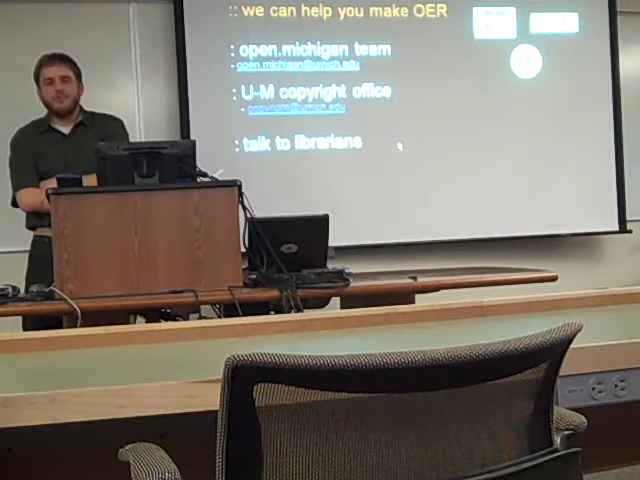 :: we can help you make OER
: open.michigan team
- open.michigan@umich.edu
: U-M copyright office
- copyright@umich.edu
: talk to librarians